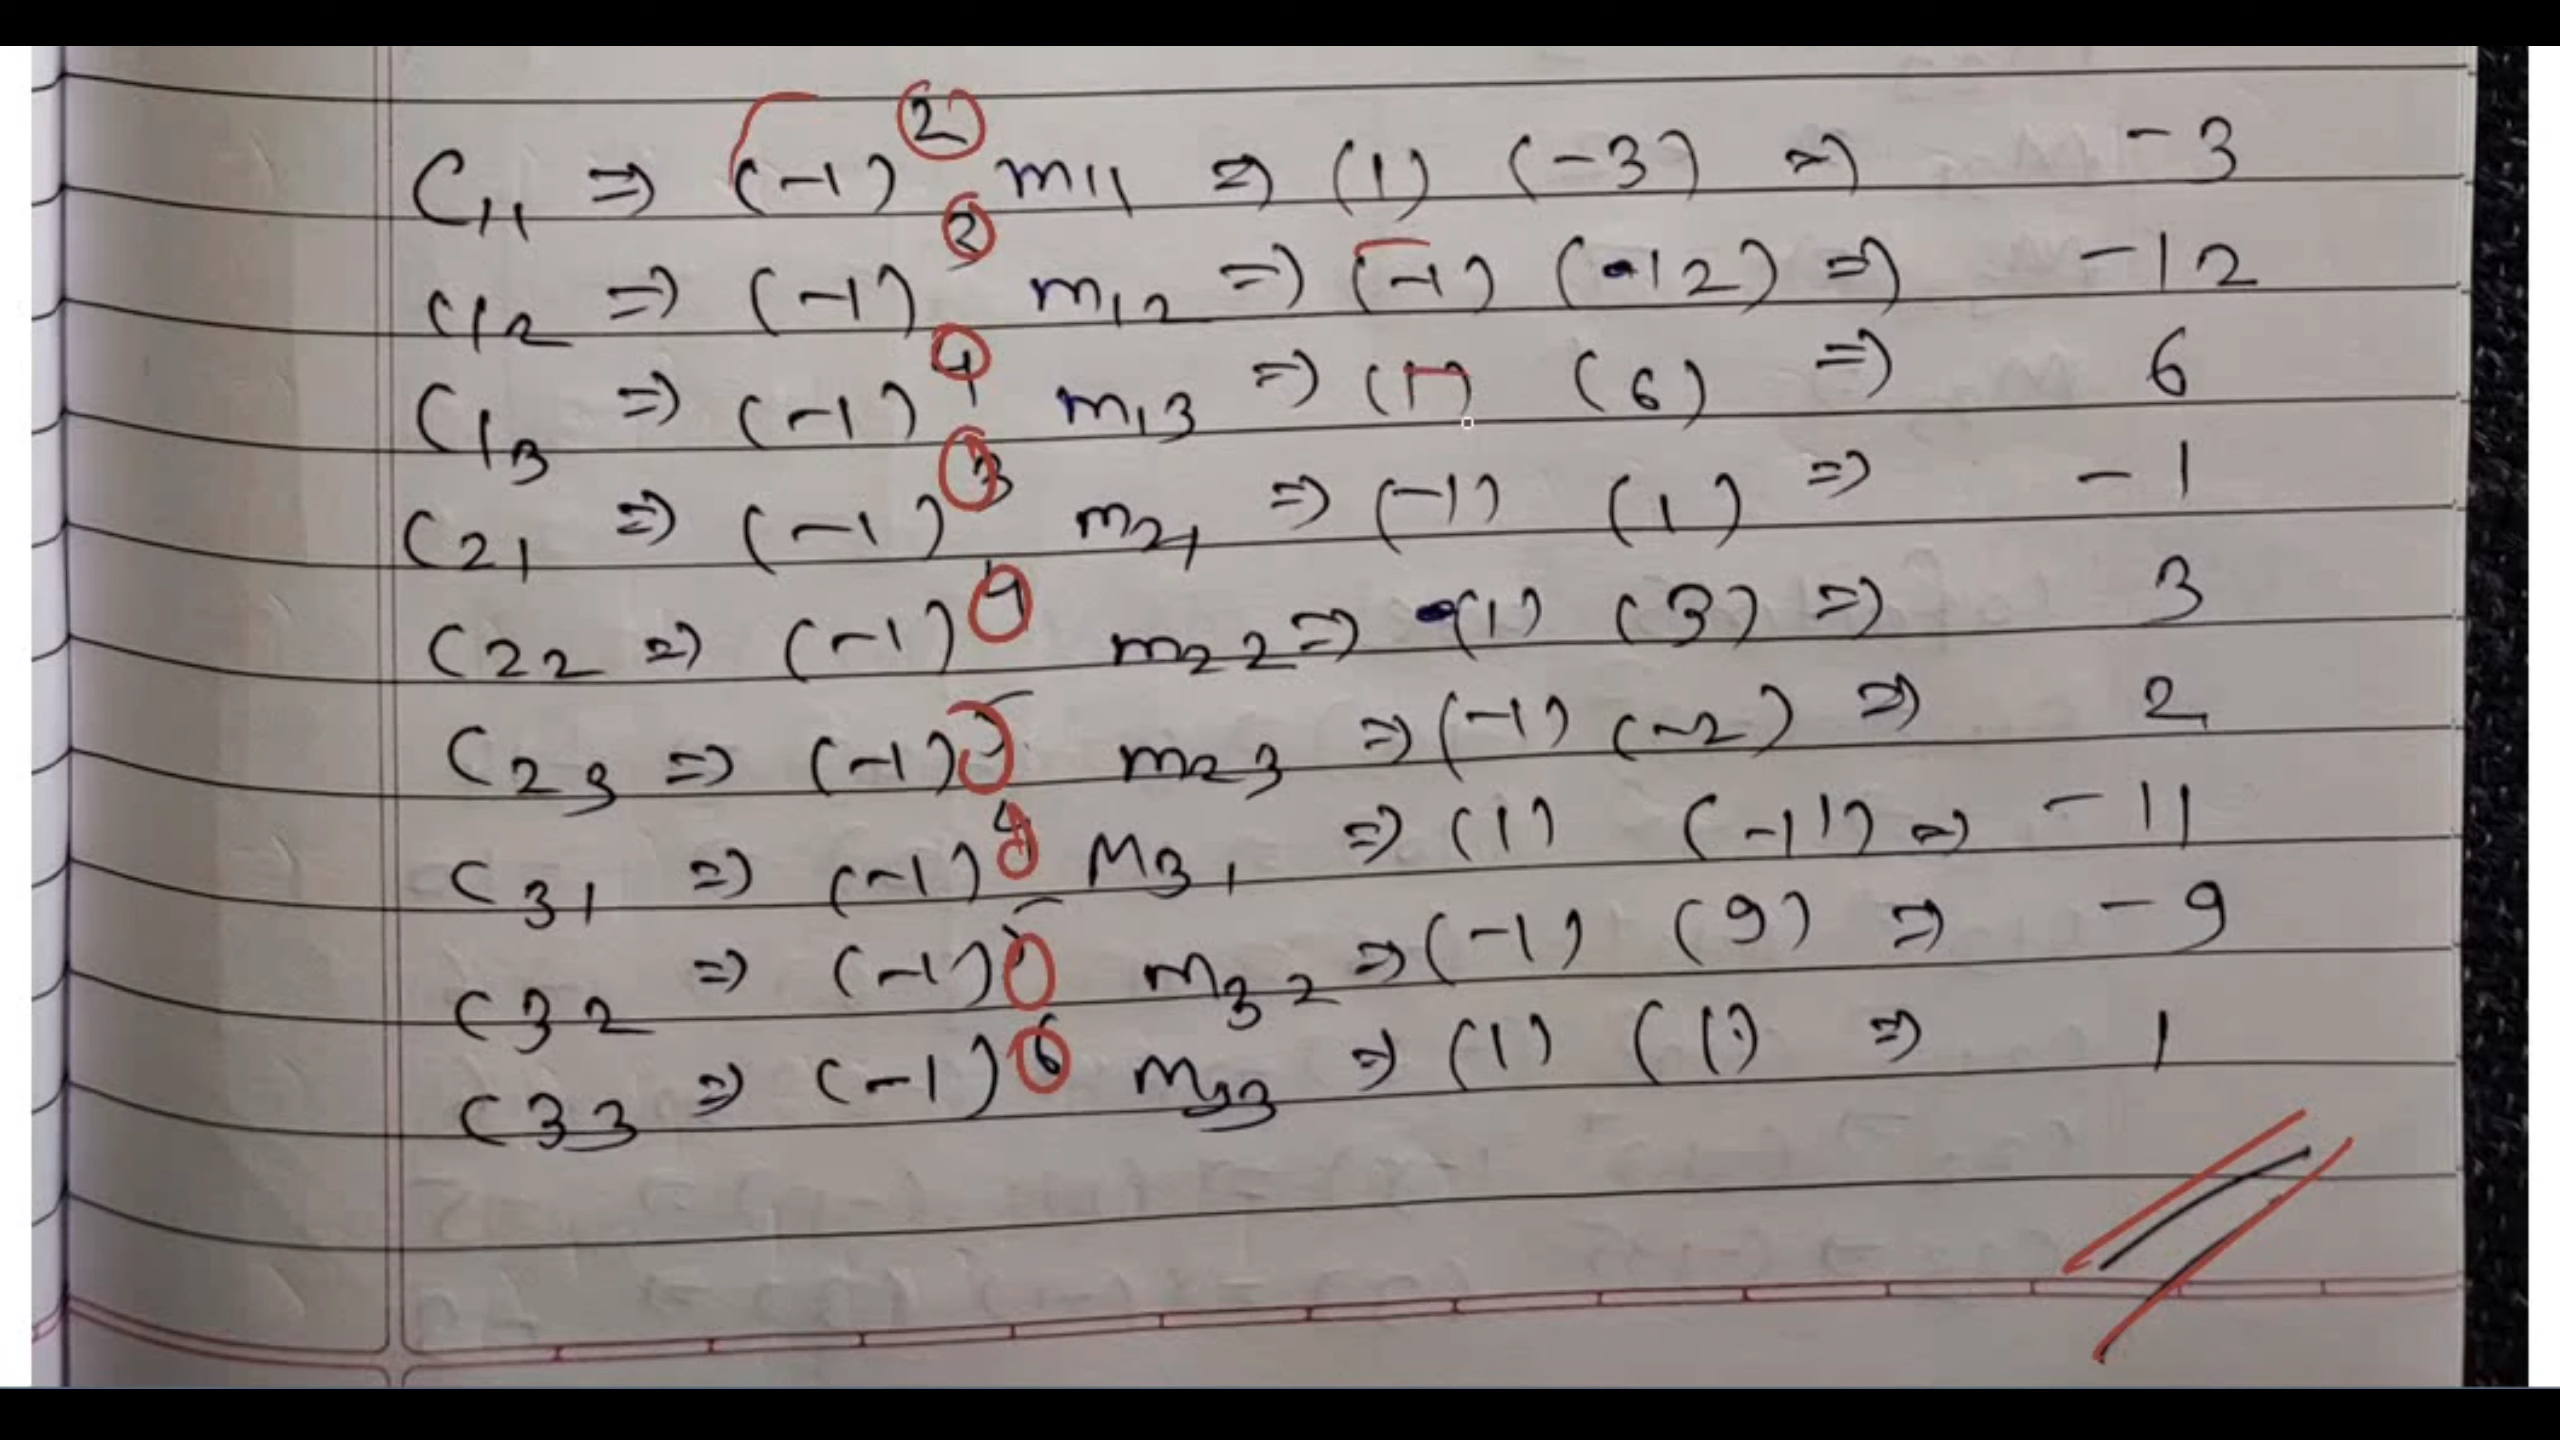 C11 ⇒ (-1)² m11 ⇒ (1) (-3) ⇒ -3
C12 ⇒ (-1)³ m12 ⇒ (-1) (-12) ⇒ -12
C13 ⇒ (-1)⁴ m13 ⇒ (1) (6) ⇒ 6
C21 ⇒ (-1)³ m21 ⇒ (-1) (1) ⇒ -1
C22 ⇒ (-1)⁴ m22 ⇒ (1) (3) ⇒ 3
C23 ⇒ (-1)⁵ m23 ⇒ (-1) (-2) ⇒ 2
C31 ⇒ (-1)⁴ M31 ⇒ (1) (-11) ⇒ -11
C32 ⇒ (-1)⁵ m32 ⇒ (-1) (9) ⇒ -9
C33 ⇒ (-1)⁶ m33 ⇒ (1) (1) ⇒ 1